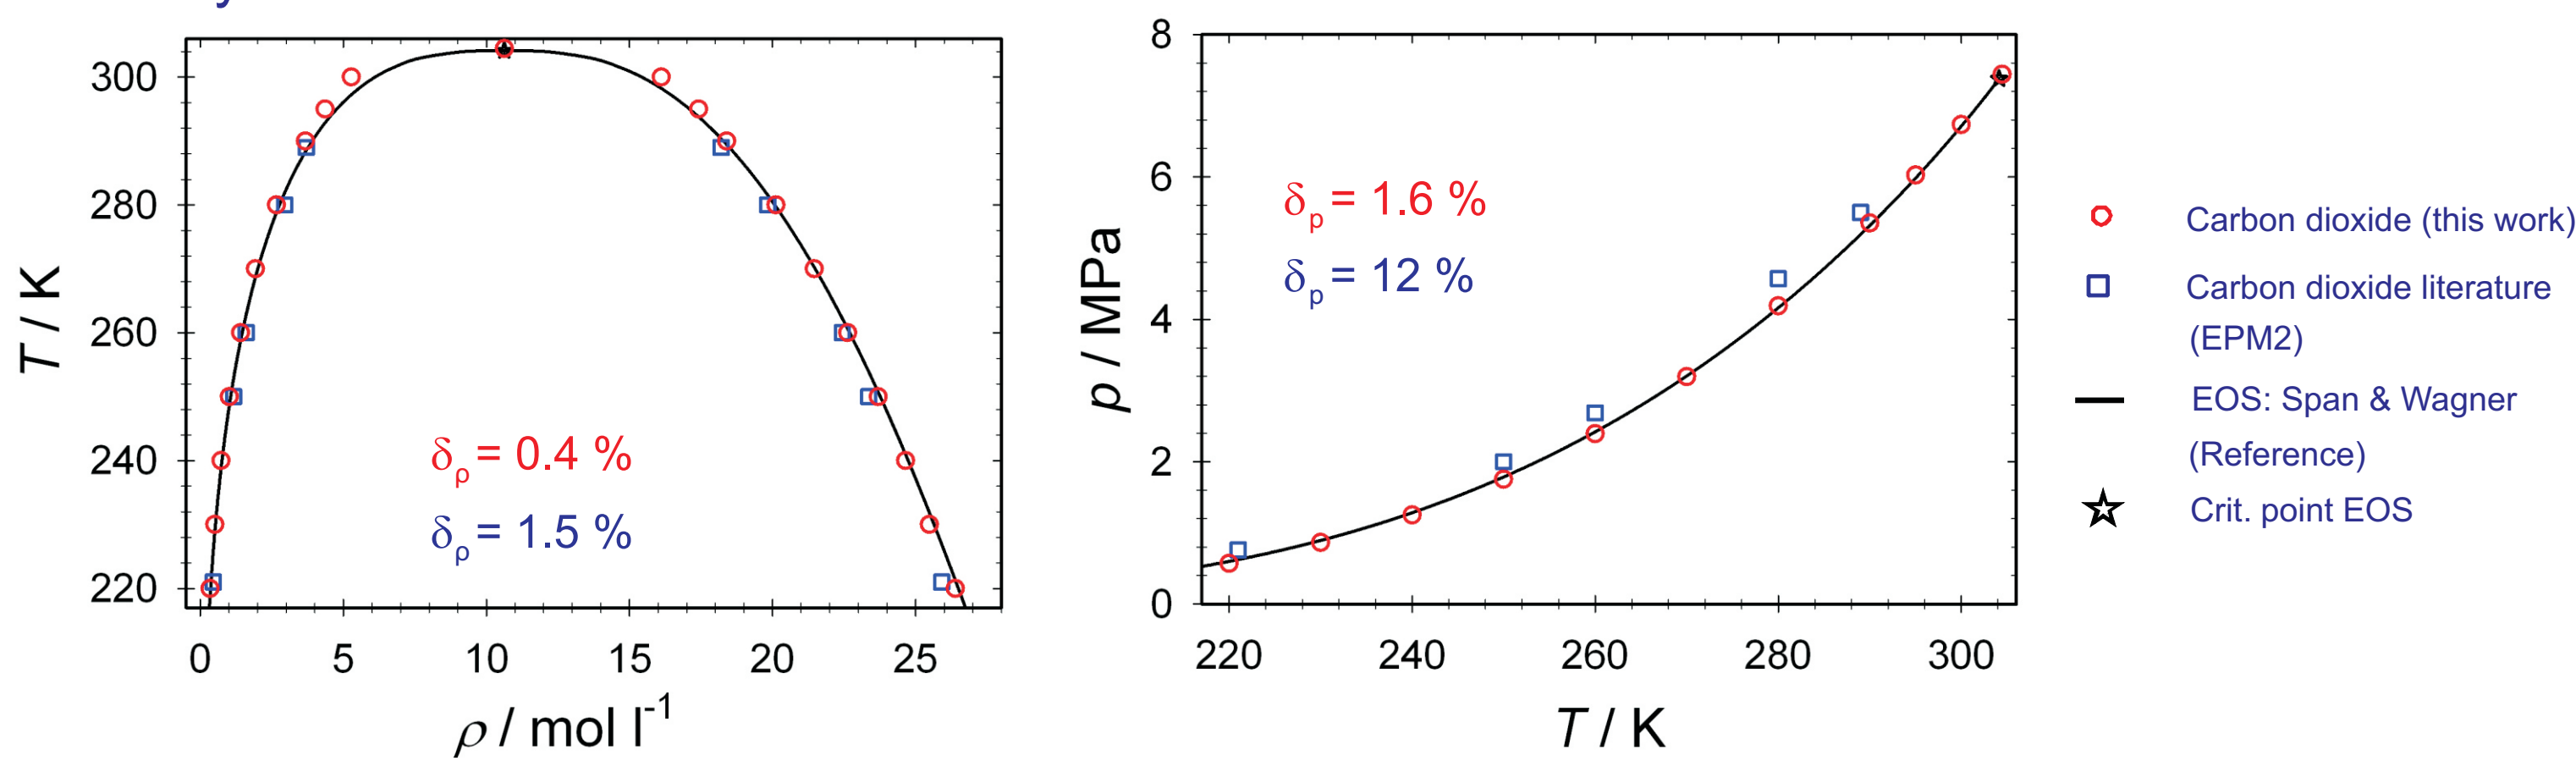 y
300
280
260
240
220
T / K
0 5 10 15 20 25
ρ / mol l⁻¹
δρ = 0.4 %
δρ = 1.5 %
8
6
4
2
0
p / MPa
220 240 260 280 300
T / K
δp = 1.6 %
δp = 12 %
Carbon dioxide (this work)
Carbon dioxide literature
(EPM2)
EOS: Span & Wagner
(Reference)
Crit. point EOS